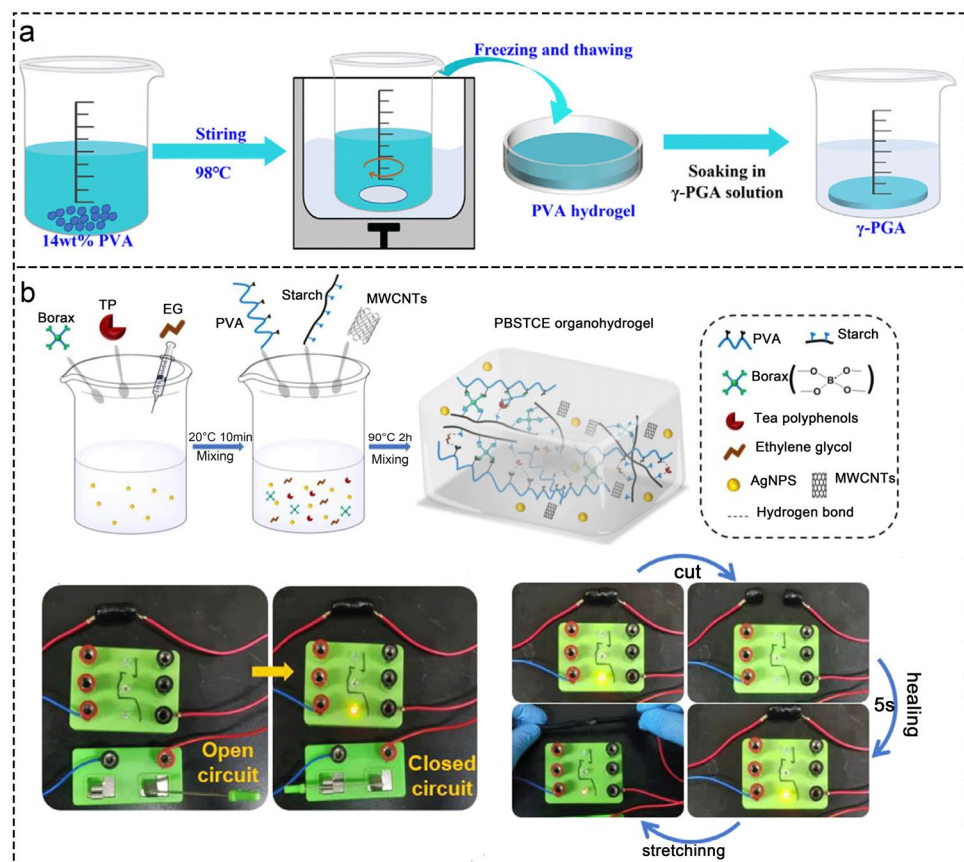 a
Freezing and thawing
Stiring
98℃
14wt% PVA
PVA hydrogel
Soaking in
γ-PGA solution
γ-PGA
b
Borax
TP
EG
PVA
Starch
MWCNTs
20°C 10min
Mixing
90°C 2h
Mixing
PBSTCE organohydrogel
PVA
Starch
Borax
O
O
B
O
O
Tea polyphenols
Ethylene glycol
AgNPS
MWCNTs
Hydrogen bond
Open
circuit
Closed
circuit
cut
healing
5s
stretchinng